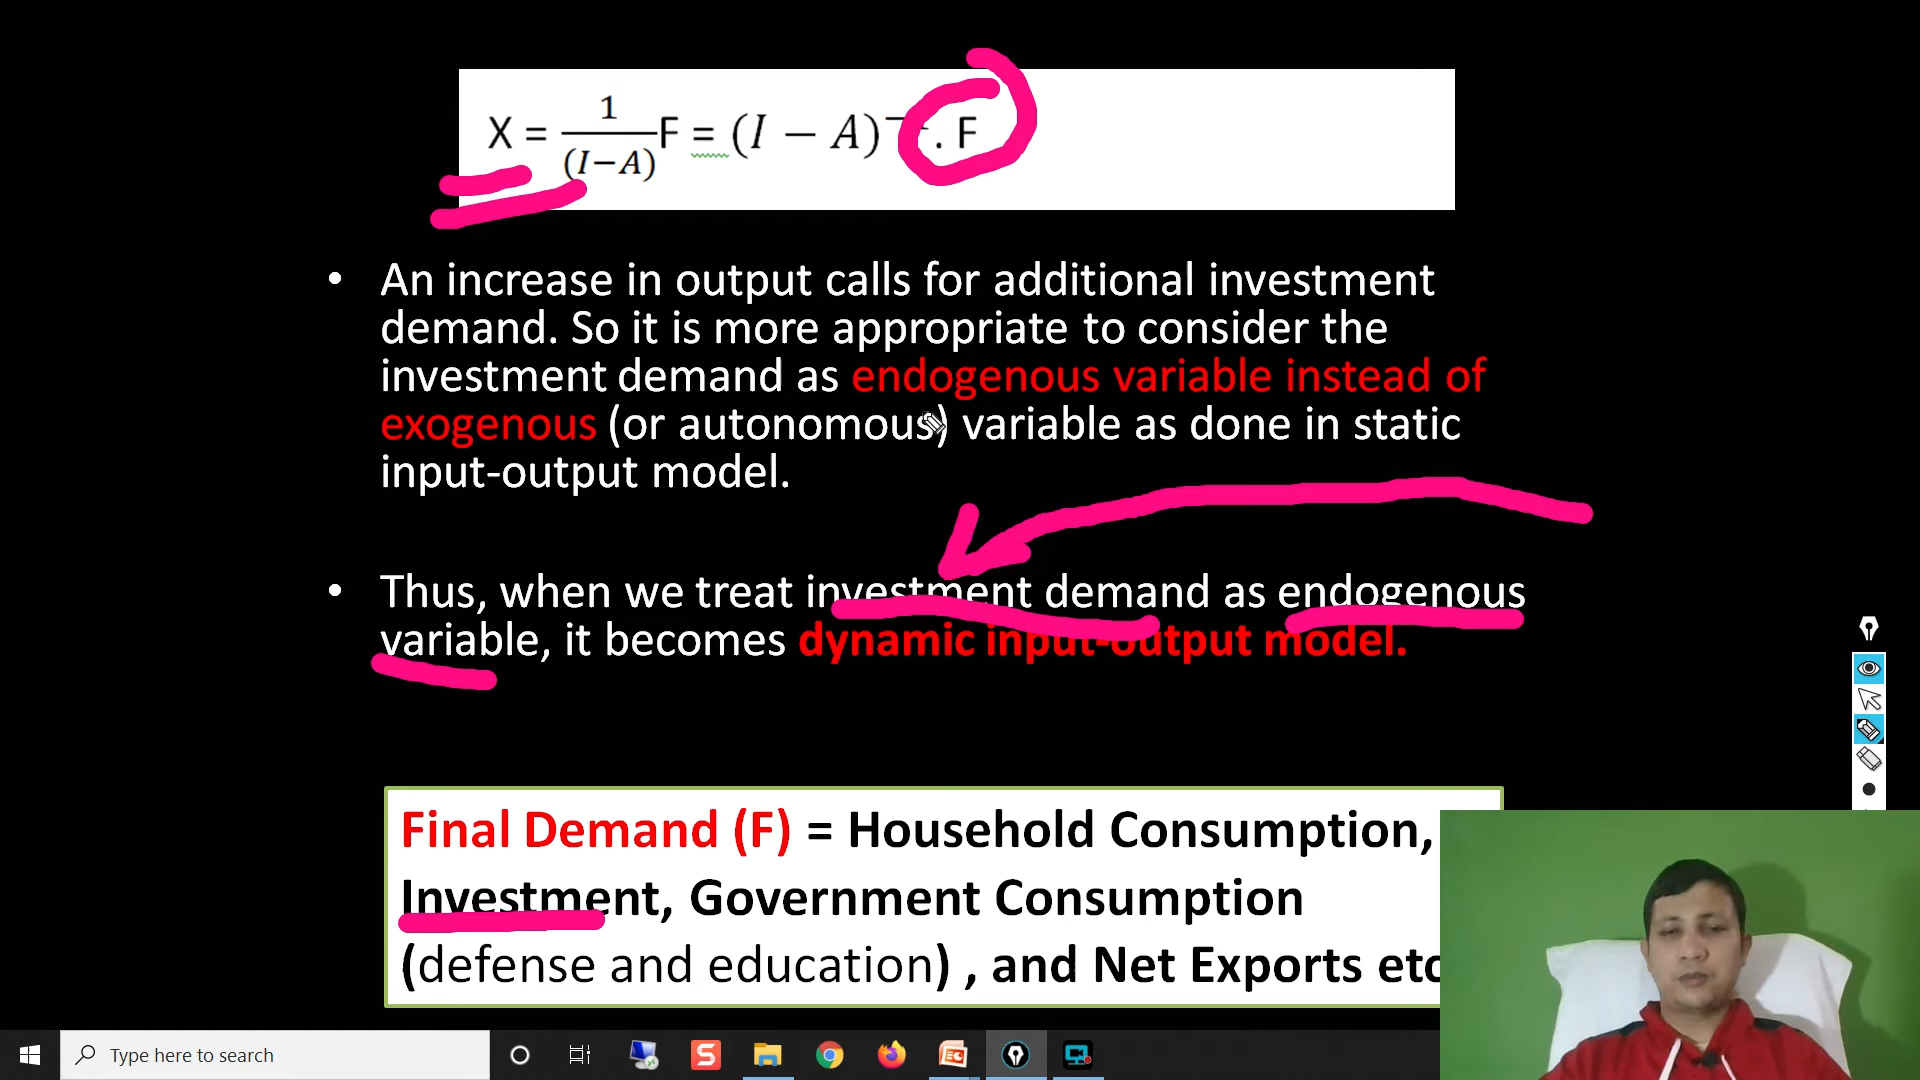 X = 1/(I−A) F = (I − A)⁻ . F
• An increase in output calls for additional investment
demand. So it is more appropriate to consider the
investment demand as endogenous variable instead of
exogenous (or autonomous) variable as done in static
input-output model.
• Thus, when we treat investment demand as endogenous
variable, it becomes dynamic input-output model.
Final Demand (F) = Household Consumption,
Investment, Government Consumption
(defense and education) , and Net Exports etc
Type here to search